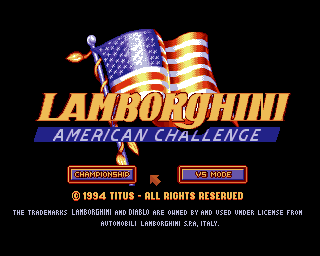 LAMBORGHINI
AMERICAN CHALLENGE
CHAMPIONSHIP
VS MODE
© 1994 TITUS - ALL RIGHTS RESERVED
THE TRADEMARKS LAMBORGHINI AND DIABLO ARE OWNED BY AND USED UNDER LICENSE FROM
AUTOMOBILI LAMBORGHINI S.P.A, ITALY.